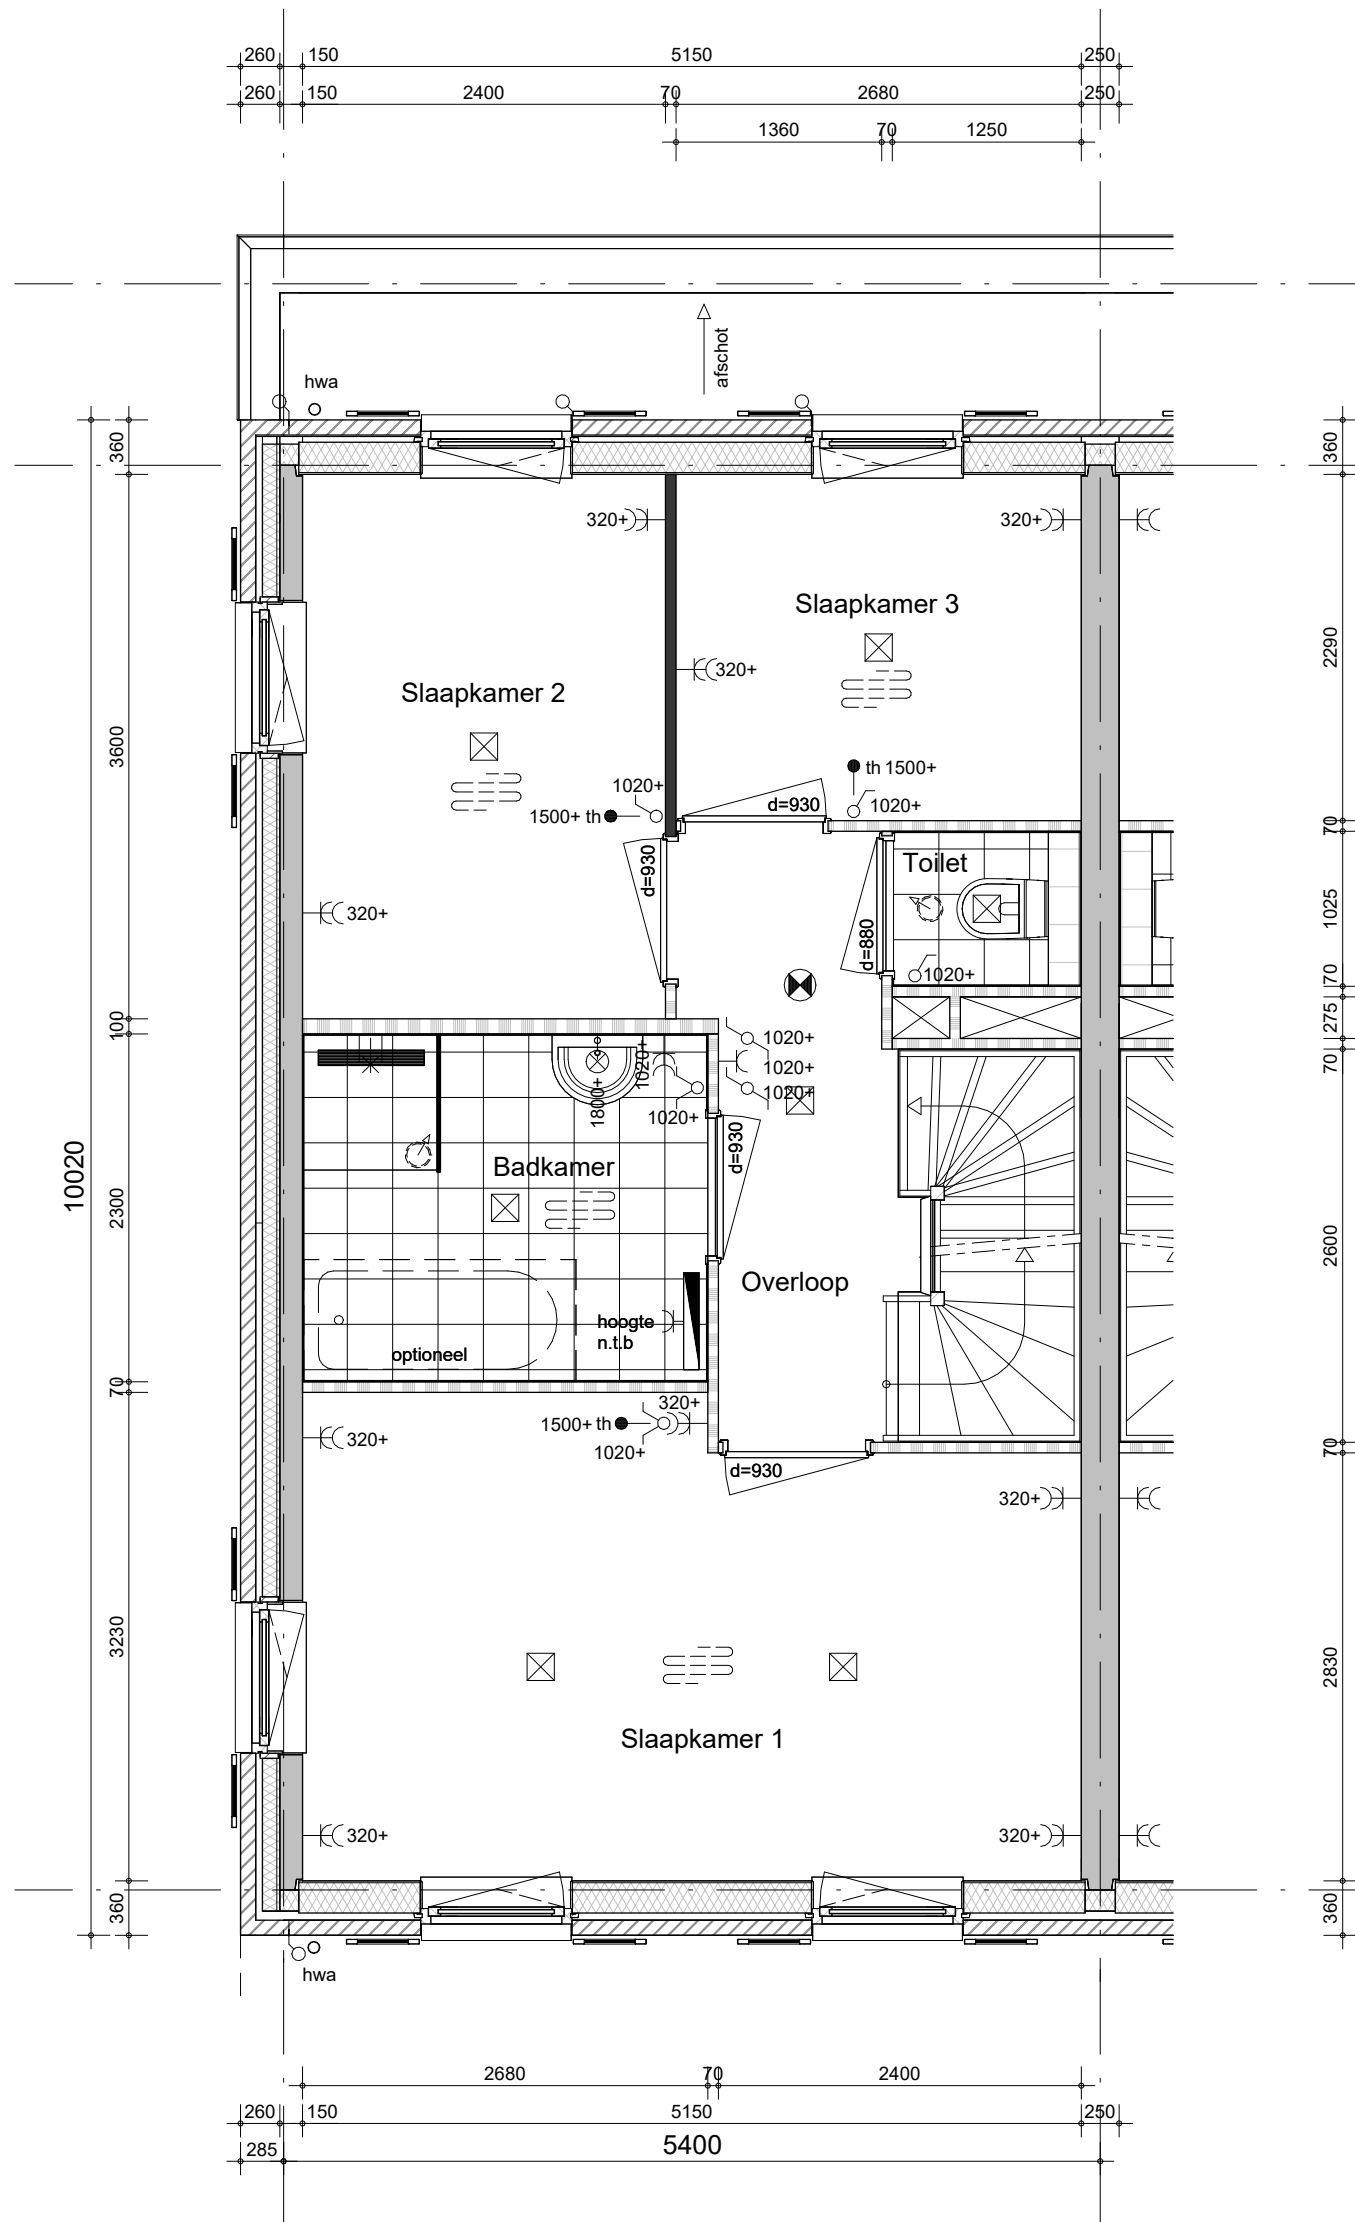 260 150 5150 250
260 150 2400 70 2680 250
1360 70 1250
afschot
hwa
360
360
320+
320+
Slaapkamer 3
320+
2290
Slaapkamer 2
3600
th 1500+
1020+
1020+
d=930
1500+ th
70
d=930
Toilet
320+
1025
d=880
1020+
70
100
275
1020+
1020+
1020+
1020+
70
1800+
1020+
d=930
Badkamer
10020
2300
2600
Overloop
hoogte
n.t.b
optioneel
70
320+
1500+ th
320+
1020+
70
d=930
320+
3230
2830
Slaapkamer 1
320+
320+
360
360
hwa
2680 70 2400
260 150 5150 250
285 5400